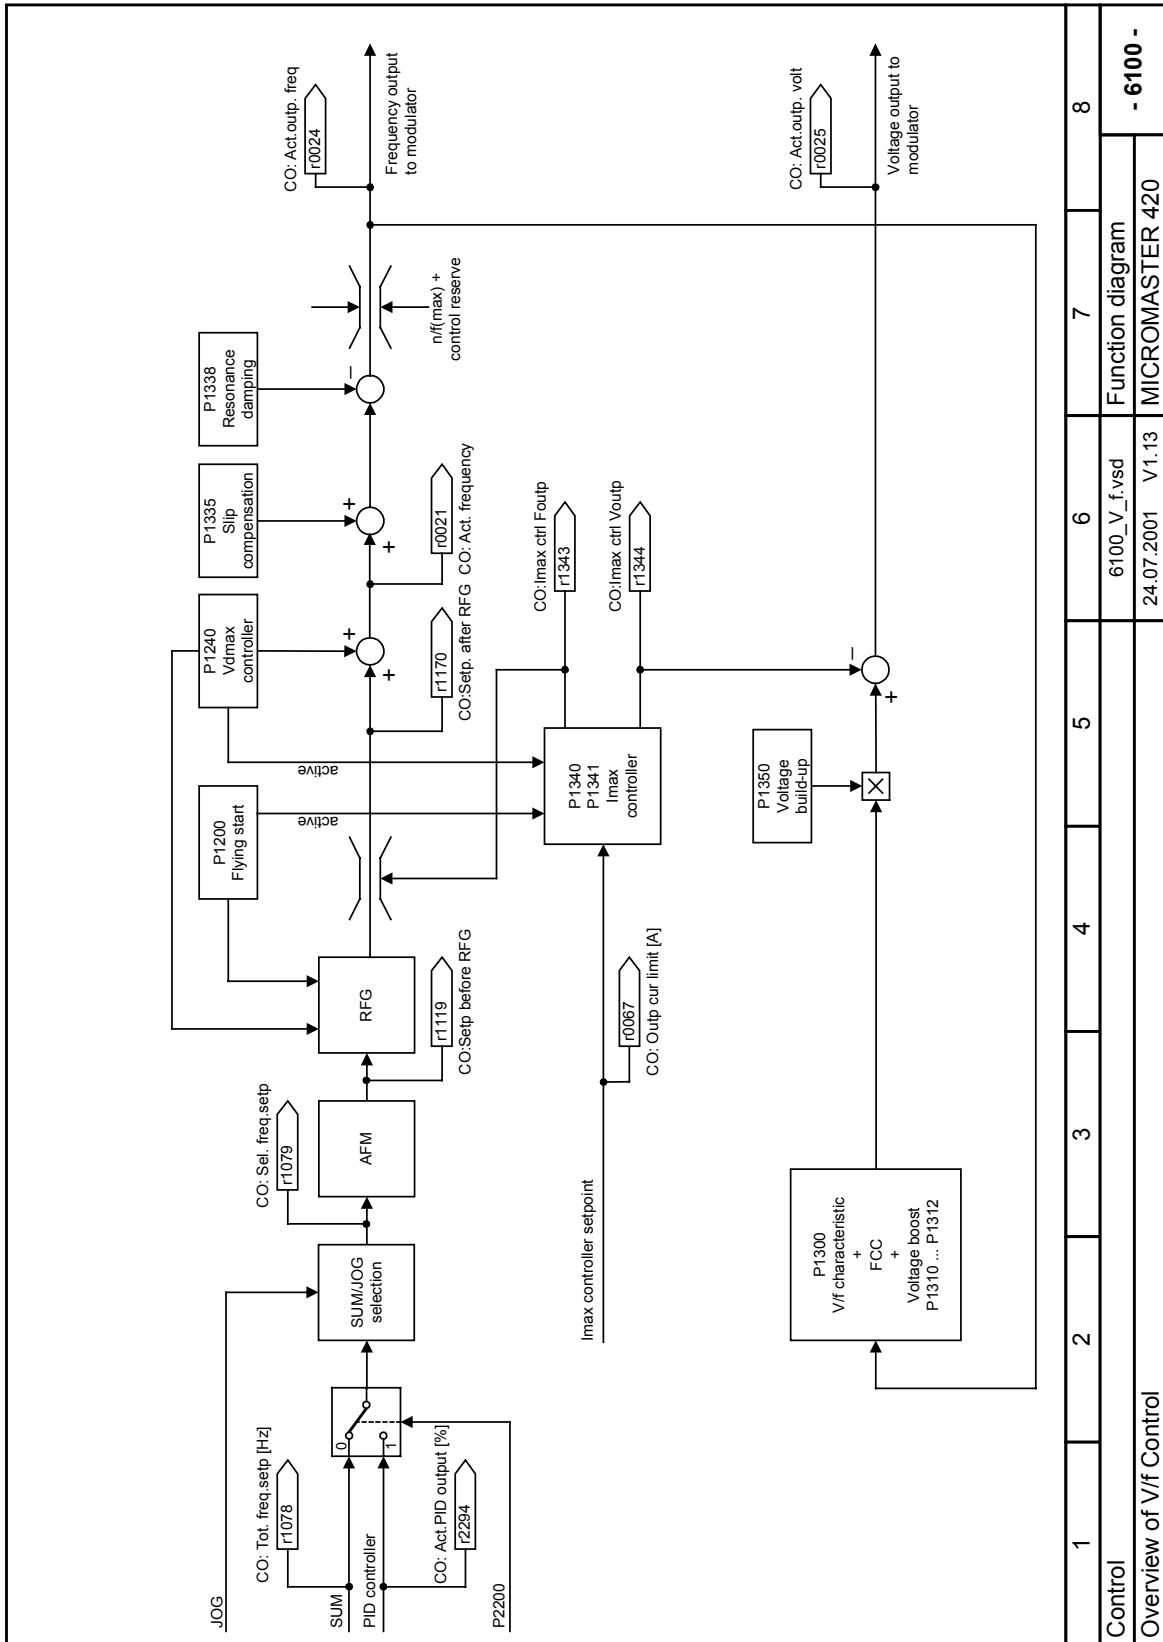 JOG
SUM
PID controller
P2200
CO: Tot. freq.setp [Hz]
r1078
CO: Act.PID output [%]
r2294
0
1
SUM/JOG
selection
CO: Sel. freq.setp
r1079
AFM
r1119
CO:Setp before RFG
RFG
P1200
Flying start
active
P1240
Vdmax
controller
active
r1170
CO:Setp. after RFG
+
+
r0021
CO: Act. frequency
P1335
Slip
compensation
+
+
P1338
Resonance
damping
–
n/f(max) +
control reserve
CO: Act.outp. freq
r0024
Frequency output
to modulator
Imax controller setpoint
r0067
CO: Outp cur limit [A]
P1340
P1341
Imax
controller
CO:Imax ctrl Foutp
r1343
CO:Imax ctrl Voutp
r1344
P1300
V/f characteristic
+
FCC
+
Voltage boost
P1310 ... P1312
P1350
Voltage
build-up
+
–
CO: Act.outp. volt
r0025
Voltage output to
modulator
1 2 3 4 5 6 7 8
Control 6100_V_f.vsd Function diagram - 6100 -
Overview of V/f Control 24.07.2001 V1.13 MICROMASTER 420